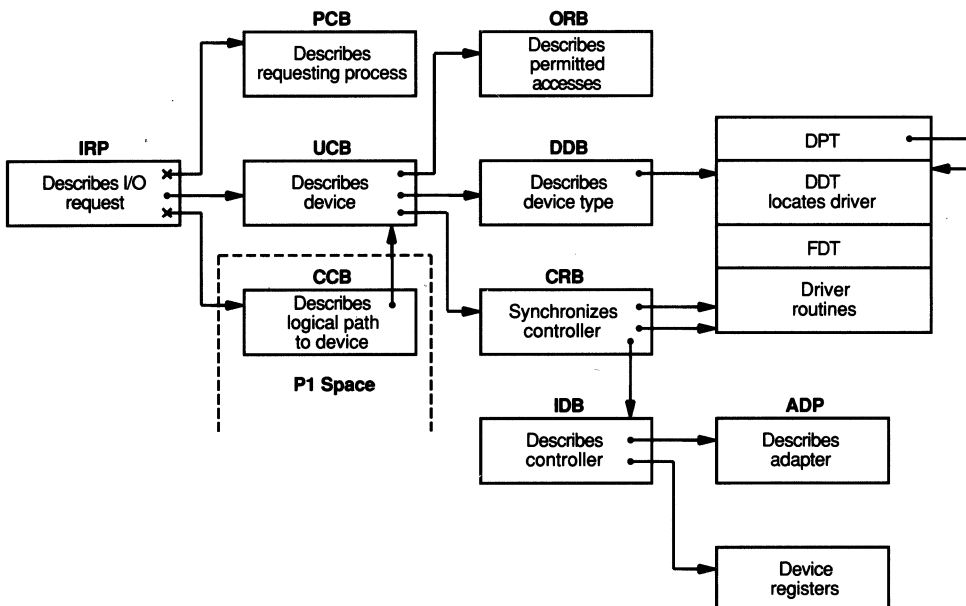 PCB
Describes
requesting process
ORB
Describes
permitted
accesses
IRP
Describes I/O
request
UCB
Describes
device
DDB
Describes
device type
DPT
DDT
locates driver
FDT
Driver
routines
CCB
Describes
logical path
to device
P1 Space
CRB
Synchronizes
controller
IDB
Describes
controller
ADP
Describes
adapter
Device
registers